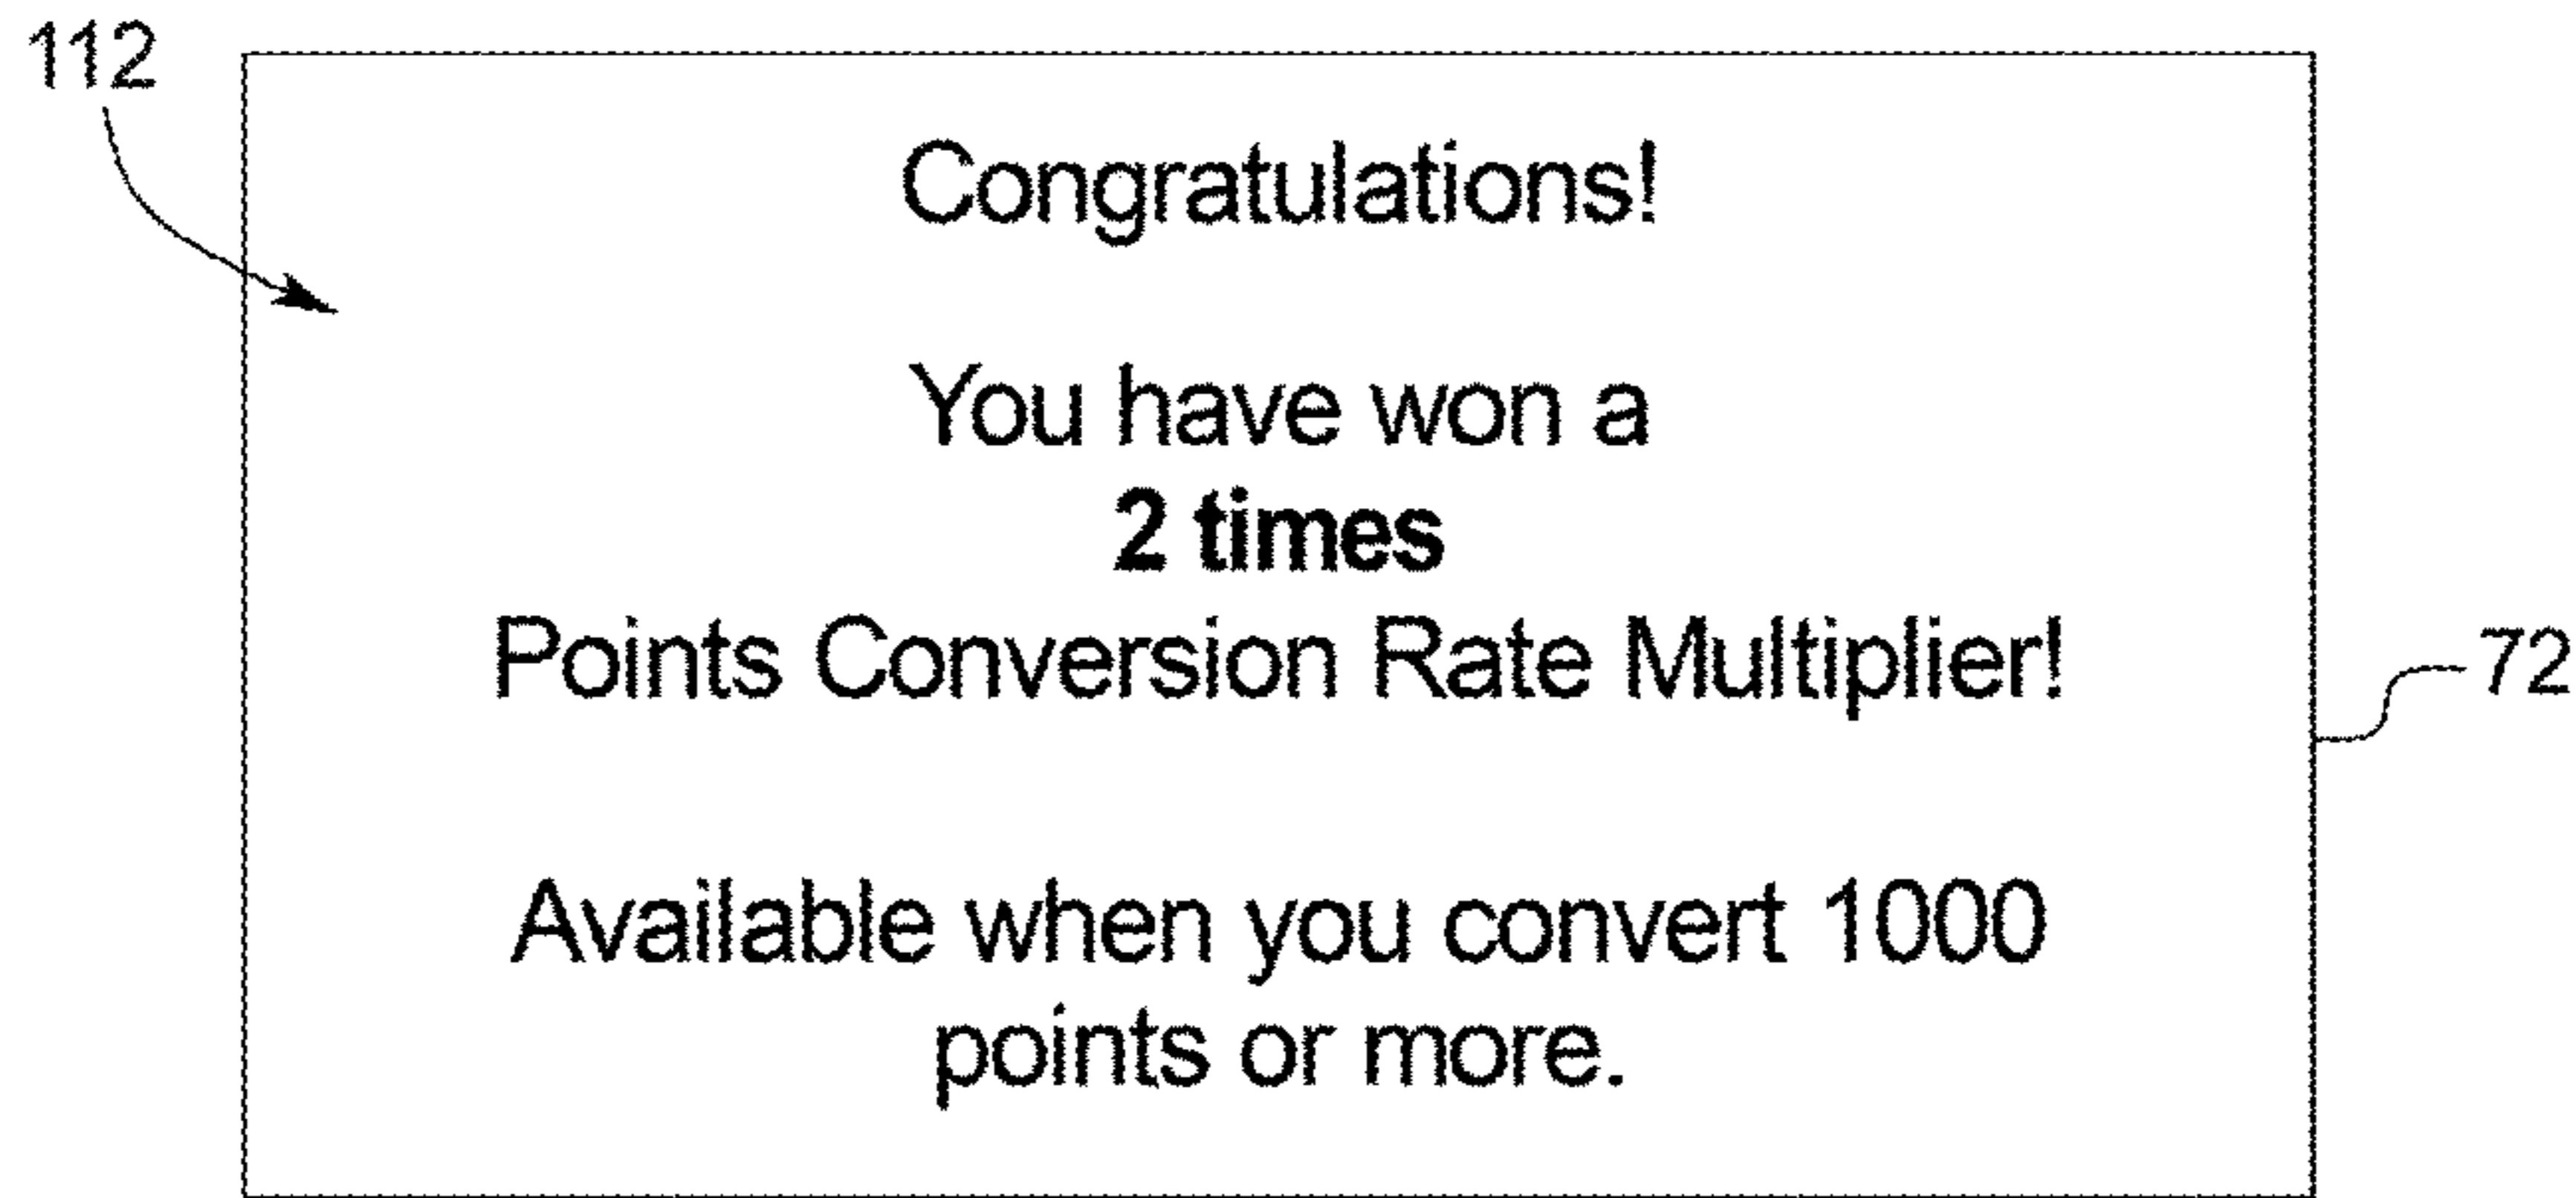 112
Congratulations!
You have won a
2 times
Points Conversion Rate Multiplier!
72
Available when you convert 1000
points or more.